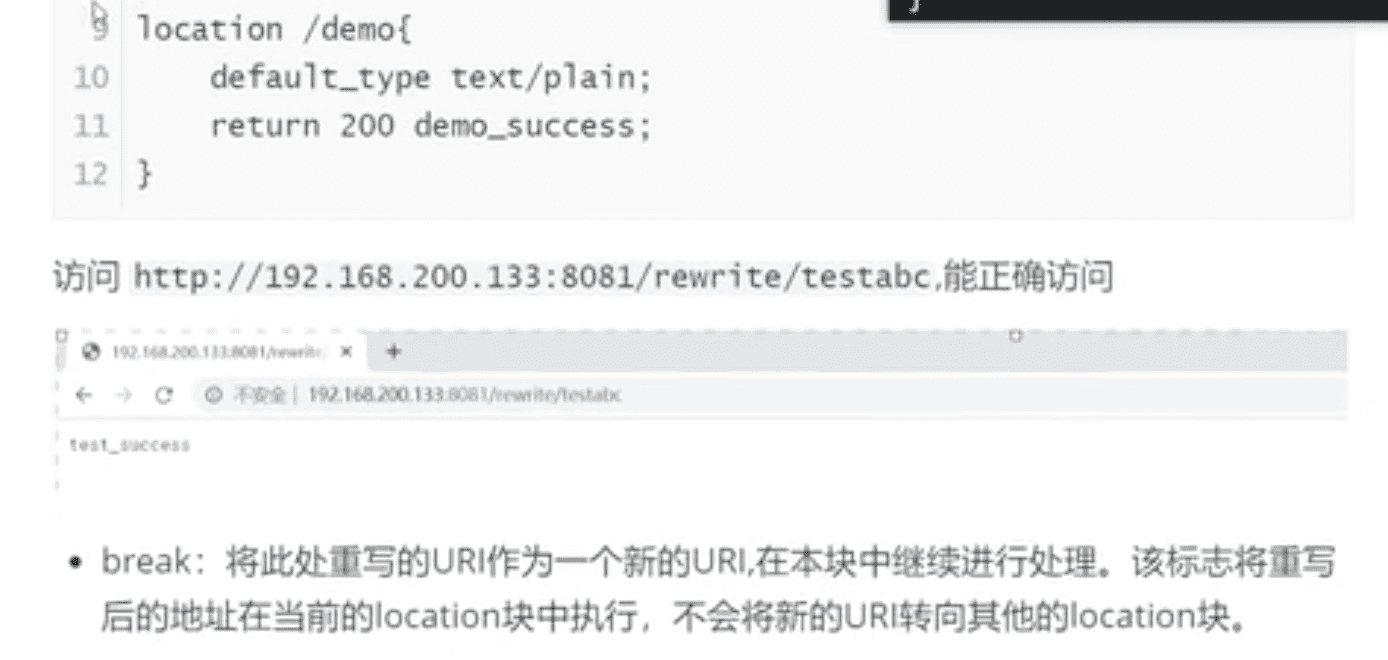 }
9 location /demo{
10 default_type text/plain;
11 return 200 demo_success;
12 }
访问 http://192.168.200.133:8081/rewrite/testabc,能正确访问
192.168.200.133:8081/rewrite
不安全 | 192.168.200.133:8081/rewrite/testabc
test_success
• break：将此处重写的URI作为一个新的URI,在本块中继续进行处理。该标志将重写
后的地址在当前的location块中执行，不会将新的URI转向其他的location块。